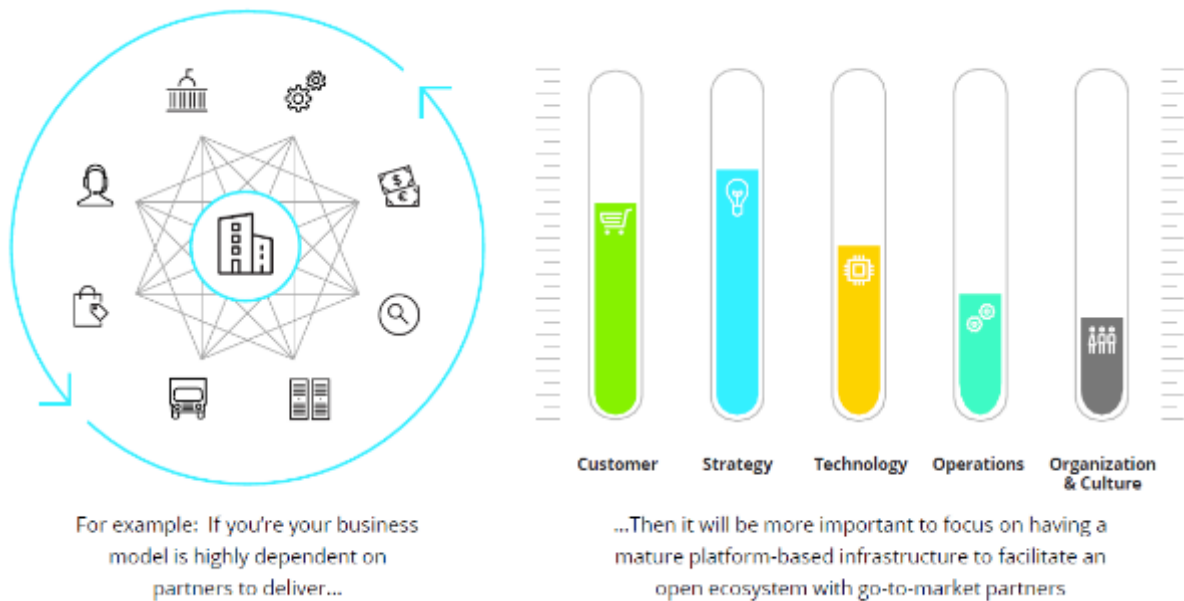 $
€
Customer
Strategy
Technology
Operations
Organization
& Culture
For example: If you're your business
model is highly dependent on
partners to deliver...
...Then it will be more important to focus on having a
mature platform-based infrastructure to facilitate an
open ecosystem with go-to-market partners